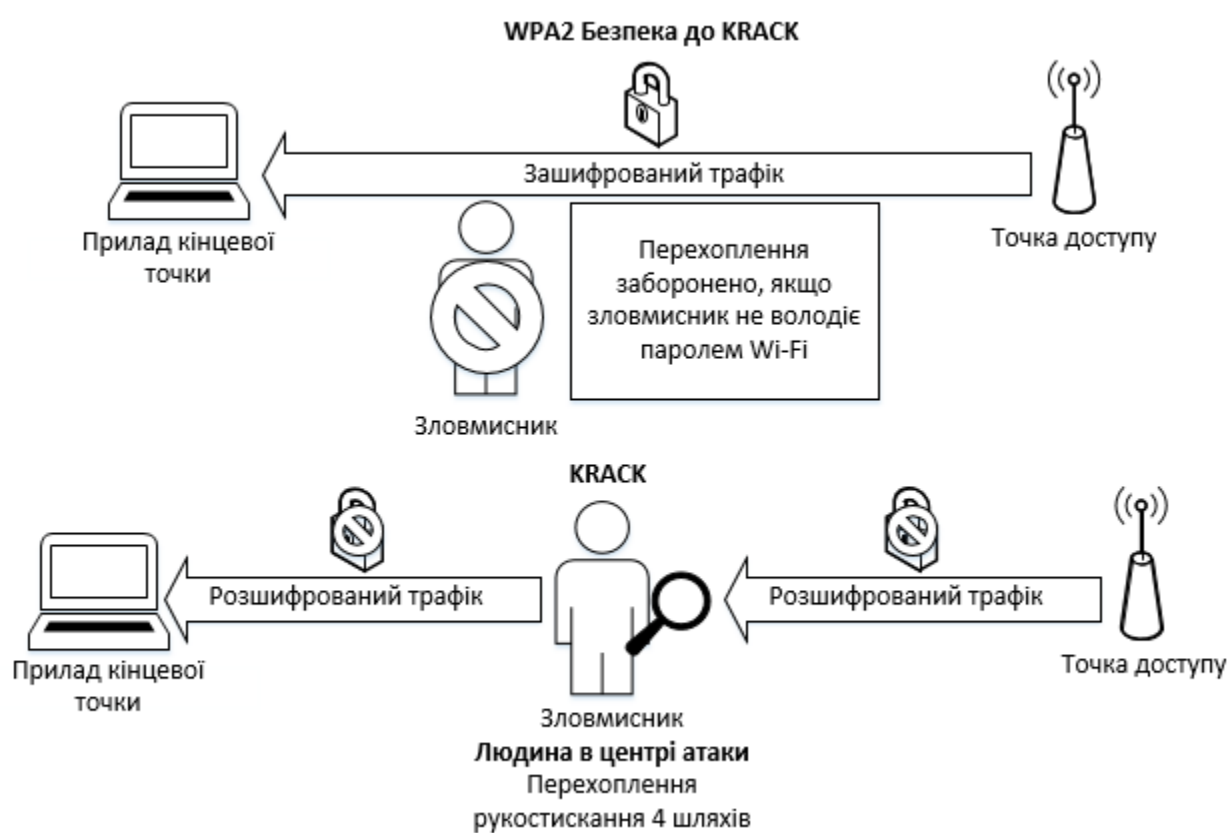 WPA2 Безпека до KRACK
Зашифрований трафік
Прилад кінцевої
точки
Перехоплення
заборонено, якщо
зловмисник не володіє
паролем Wi-Fi
Точка доступу
Зловмисник
KRACK
Розшифрований трафік
Розшифрований трафік
Прилад кінцевої
точки
Точка доступу
Зловмисник
Людина в центрі атаки
Перехоплення
рукостискання 4 шляхів